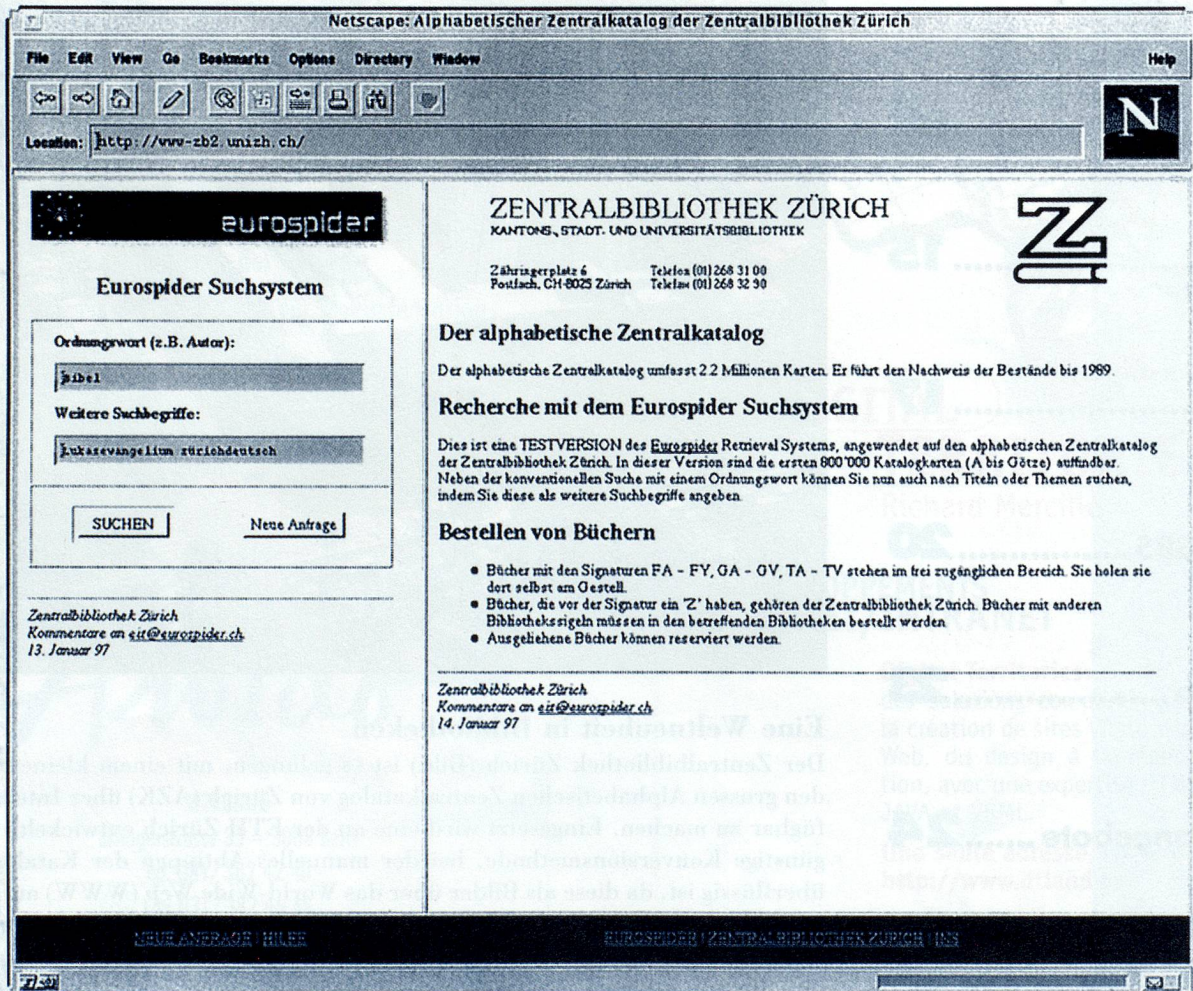 Netscape: Alphabetischer Zentralkatalog der Zentralbibliothek Zürich
File Edit View Go Bookmarks Options Directory Window Help
N
Location: http://www-zb2.unizh.ch/
eurospider
Eurospider Suchsystem
Ordnungswort (z.B. Autor):
bibel
Weitere Suchbegriffe:
Lukasevangelium zürichdeutsch
SUCHEN Neue Anfrage
Zentralbibliothek Zürich
Kommentare an eit@eurospider.ch.
13. Januar 97
ZENTRALBIBLIOTHEK ZÜRICH
KANTONS-, STADT- UND UNIVERSITÄTSBIBLIOTHEK
Z
Zähringerplatz 6 Telefon (01) 268 31 00
Postfach, CH-8025 Zürich Telefax (01) 268 32 90
Der alphabetische Zentralkatalog
Der alphabetische Zentralkatalog umfasst 2.2 Millionen Karten. Er führt den Nachweis der Bestände bis 1989.
Recherche mit dem Eurospider Suchsystem
Dies ist eine TESTVERSION des Eurospider Retrieval Systems, angewendet auf den alphabetischen Zentralkatalog
der Zentralbibliothek Zürich. In dieser Version sind die ersten 800'000 Katalogkarten (A bis Götze) auffindbar.
Neben der konventionellen Suche mit einem Ordnungswort können Sie nun auch nach Titeln oder Themen suchen,
indem Sie diese als weitere Suchbegriffe angeben.
Bestellen von Büchern
Bücher mit den Signaturen FA - FY, GA - GV, TA - TV stehen im frei zugänglichen Bereich. Sie holen sie
dort selbst am Gestell.
Bücher, die vor der Signatur ein 'Z' haben, gehören der Zentralbibliothek Zürich. Bücher mit anderen
Bibliothekssigeln müssen in den betreffenden Bibliotheken bestellt werden.
Ausgeliehene Bücher können reserviert werden.
Zentralbibliothek Zürich
Kommentare an eit@eurospider.ch.
14. Januar 97
NEUE ANFRAGE | HILFE EUROSPIDER | ZENTRALBIBLIOTHEK ZÜRICH | INS